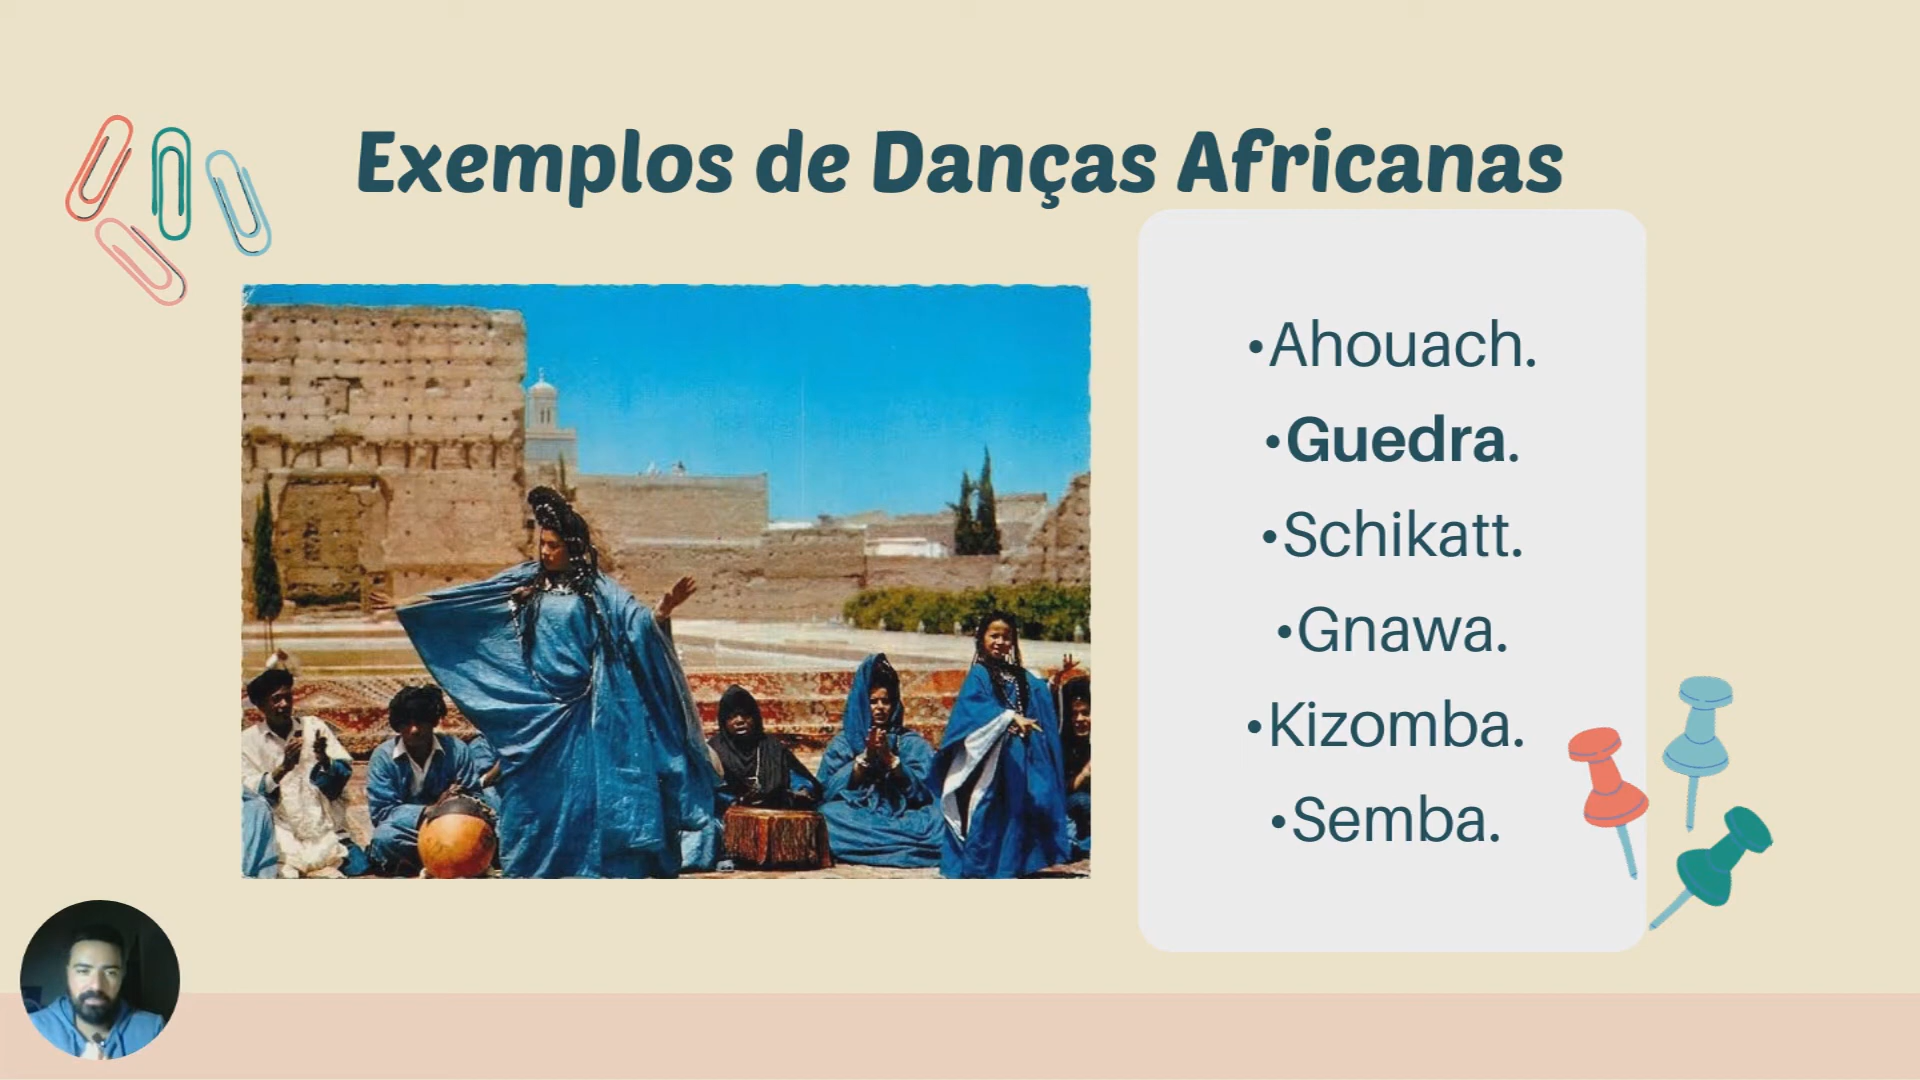 Exemplos de Danças Africanas
•Ahouach.
•Guedra.
•Schikatt.
•Gnawa.
•Kizomba.
•Semba.